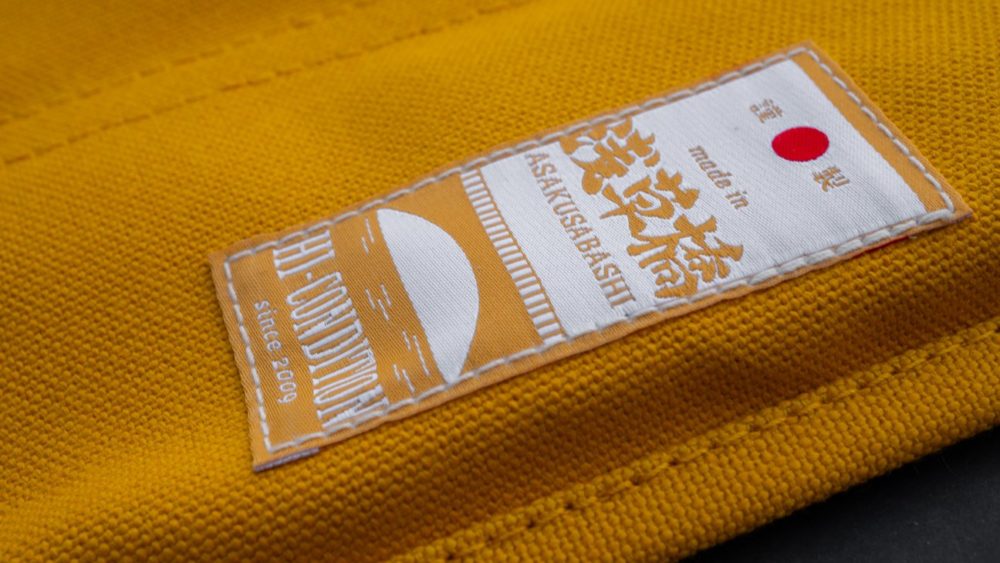 謹製
made in
浅草橋
ASAKUSABASHI
HI-CONDITION
since 2009